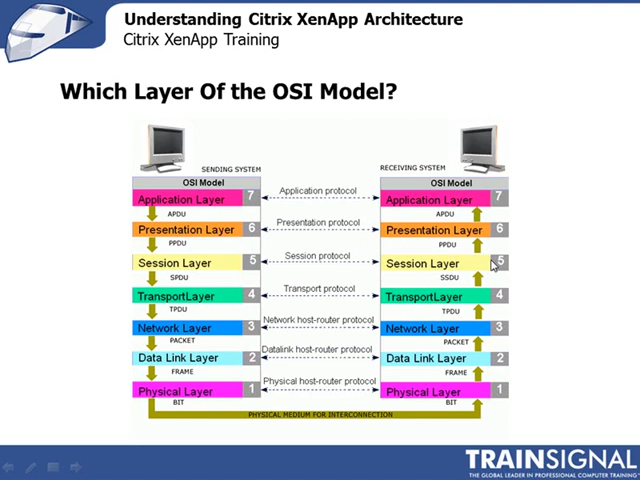 Understanding Citrix XenApp Architecture
Citrix XenApp Training
Which Layer Of the OSI Model?
SENDING SYSTEM
RECEIVING SYSTEM
OSI Model
OSI Model
Application Layer 7
Application protocol
Application Layer 7
APDU
APDU
Presentation Layer 6
Presentation protocol
Presentation Layer 6
PPDU
PPDU
Session Layer 5
Session protocol
Session Layer 5
SPDU
SSDU
TransportLayer 4
Transport protocol
TransportLayer 4
TPDU
TPDU
Network Layer 3
Network host-router protocol
Network Layer 3
PACKET
PACKET
Data Link Layer 2
Datalink host-router protocol
Data Link Layer 2
FRAME
FRAME
Physical Layer 1
Physical host-router protocol
Physical Layer 1
BIT
BIT
PHYSICAL MEDIUM FOR INTERCONNECTION
TRAINSIGNAL
THE GLOBAL LEADER IN PROFESSIONAL COMPUTER TRAINING